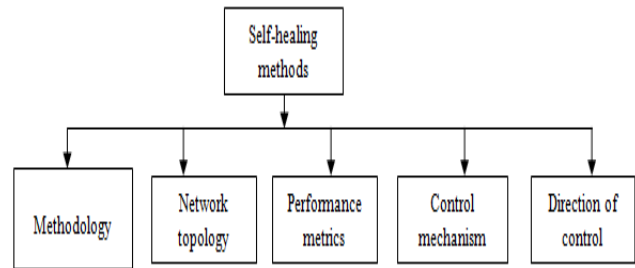 Self-healing
methods
Methodology
Network
topology
Performance
metrics
Control
mechanism
Direction of
control